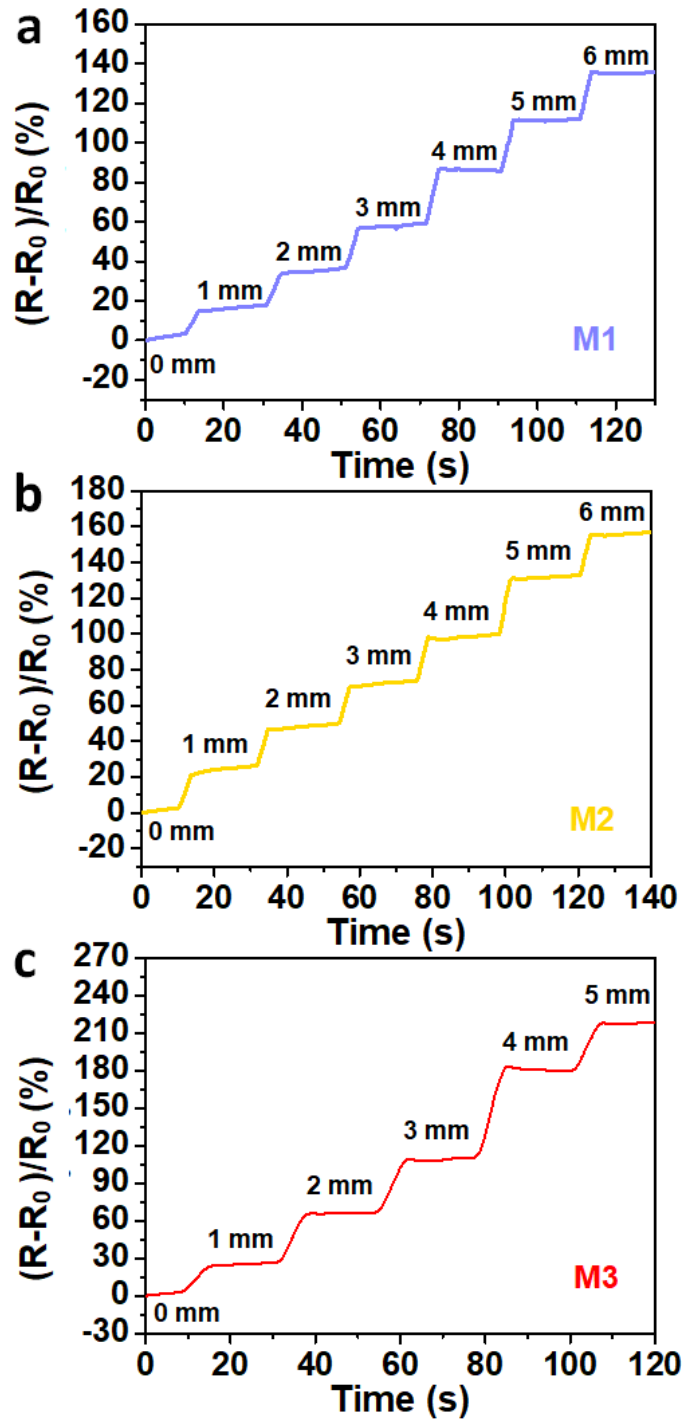 a
(R-R₀)/R₀ (%)
160
140
120
100
80
60
40
20
0
-20
0 mm
1 mm
2 mm
3 mm
4 mm
5 mm
6 mm
M1
0 20 40 60 80 100 120
Time (s)
b
(R-R₀)/R₀ (%)
180
160
140
120
100
80
60
40
20
0
-20
0 mm
1 mm
2 mm
3 mm
4 mm
5 mm
6 mm
M2
0 20 40 60 80 100 120 140
Time (s)
c
(R-R₀)/R₀ (%)
270
240
210
180
150
120
90
60
30
0
-30
0 mm
1 mm
2 mm
3 mm
4 mm
5 mm
M3
0 20 40 60 80 100 120
Time (s)